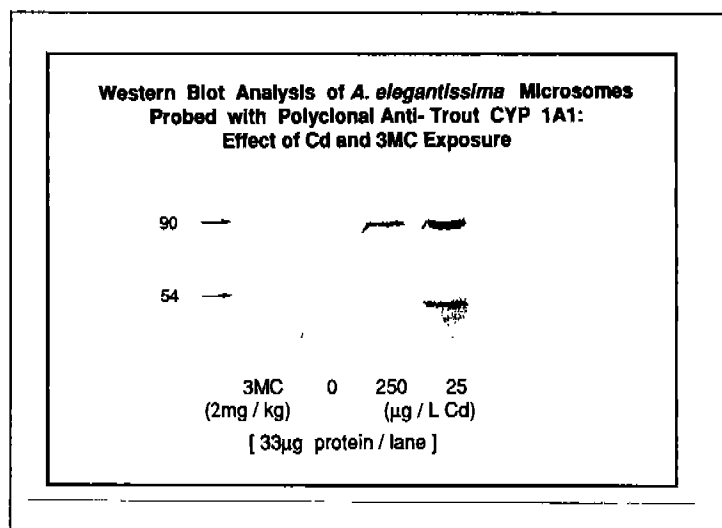 Western Blot Analysis of A. elegantissima Microsomes
Probed with Polyclonal Anti- Trout CYP 1A1:
Effect of Cd and 3MC Exposure
90
54
3MC 0 250 25
(2mg / kg) (μg / L Cd)
[ 33μg protein / lane ]